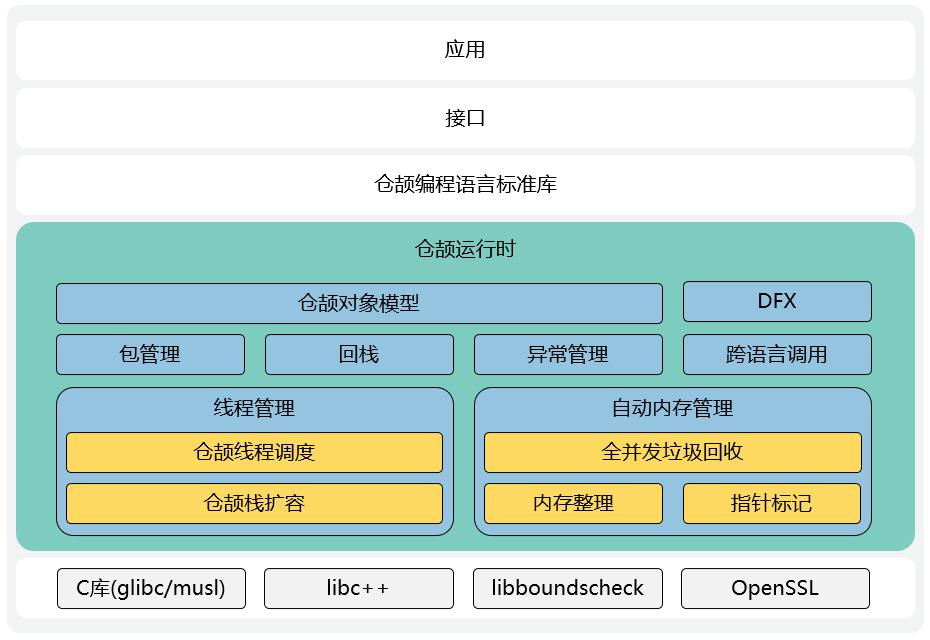 应用
接口
仓颉编程语言标准库
仓颉运行时
仓颉对象模型
DFX
包管理
回栈
异常管理
跨语言调用
线程管理
仓颉线程调度
仓颉栈扩容
自动内存管理
全并发垃圾回收
内存整理
指针标记
C库(glibc/musl)
libc++
libboundscheck
OpenSSL